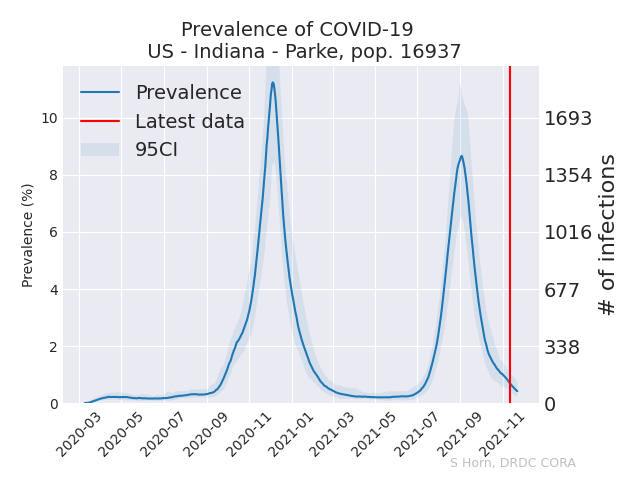 Prevalence of COVID-19
US - Indiana - Parke, pop. 16937
Prevalence
Latest data
95CI
Prevalence (%)
10
8
6
4
2
0
1693
1354
1016
677
338
0
# of infections
2020-03
2020-05
2020-07
2020-09
2020-11
2021-01
2021-03
2021-05
2021-07
2021-09
2021-11
S Horn, DRDC CORA